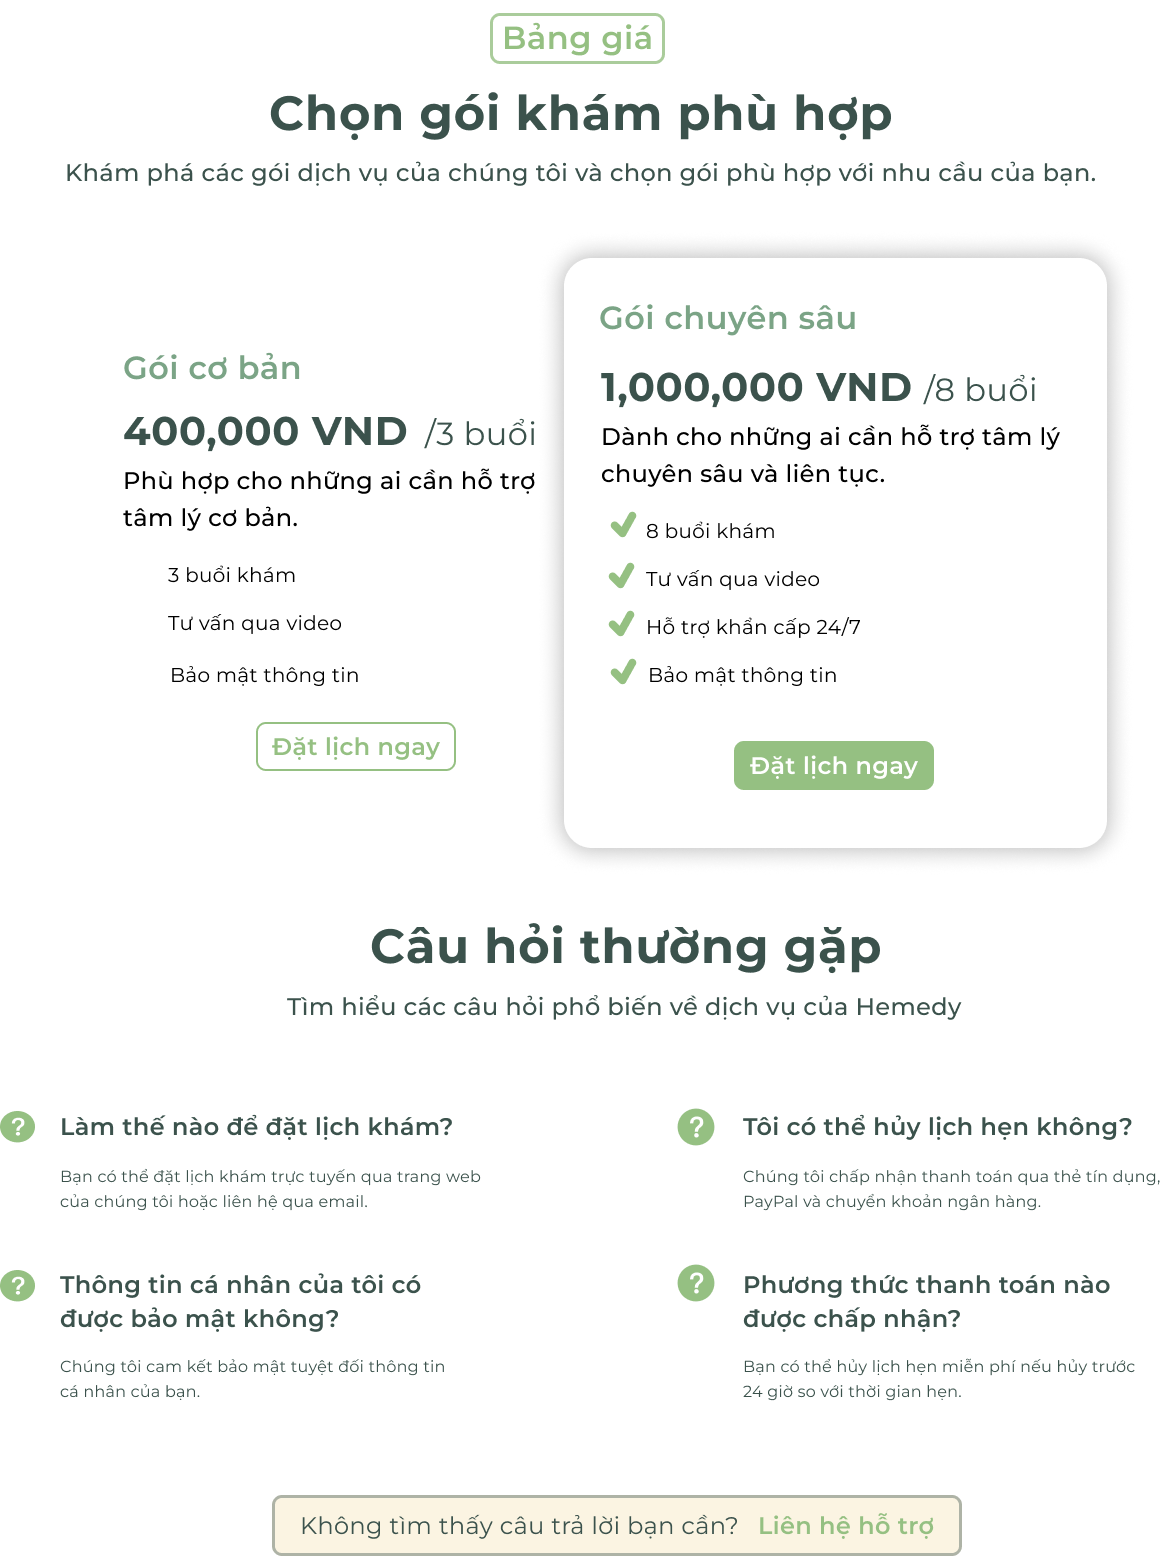 Bảng giá
Chọn gói khám phù hợp
Khám phá các gói dịch vụ của chúng tôi và chọn gói phù hợp với nhu cầu của bạn.
Gói cơ bản
400,000 VND /3 buổi
Phù hợp cho những ai cần hỗ trợ
tâm lý cơ bản.
3 buổi khám
Tư vấn qua video
Bảo mật thông tin
Đặt lịch ngay
Gói chuyên sâu
1,000,000 VND /8 buổi
Dành cho những ai cần hỗ trợ tâm lý
chuyên sâu và liên tục.
8 buổi khám
Tư vấn qua video
Hỗ trợ khẩn cấp 24/7
Bảo mật thông tin
Đặt lịch ngay
Câu hỏi thường gặp
Tìm hiểu các câu hỏi phổ biến về dịch vụ của Hemedy
? Làm thế nào để đặt lịch khám?
Bạn có thể đặt lịch khám trực tuyến qua trang web
của chúng tôi hoặc liên hệ qua email.
? Tôi có thể hủy lịch hẹn không?
Chúng tôi chấp nhận thanh toán qua thẻ tín dụng,
PayPal và chuyển khoản ngân hàng.
? Thông tin cá nhân của tôi có
được bảo mật không?
Chúng tôi cam kết bảo mật tuyệt đối thông tin
cá nhân của bạn.
? Phương thức thanh toán nào
được chấp nhận?
Bạn có thể hủy lịch hẹn miễn phí nếu hủy trước
24 giờ so với thời gian hẹn.
Không tìm thấy câu trả lời bạn cần? Liên hệ hỗ trợ